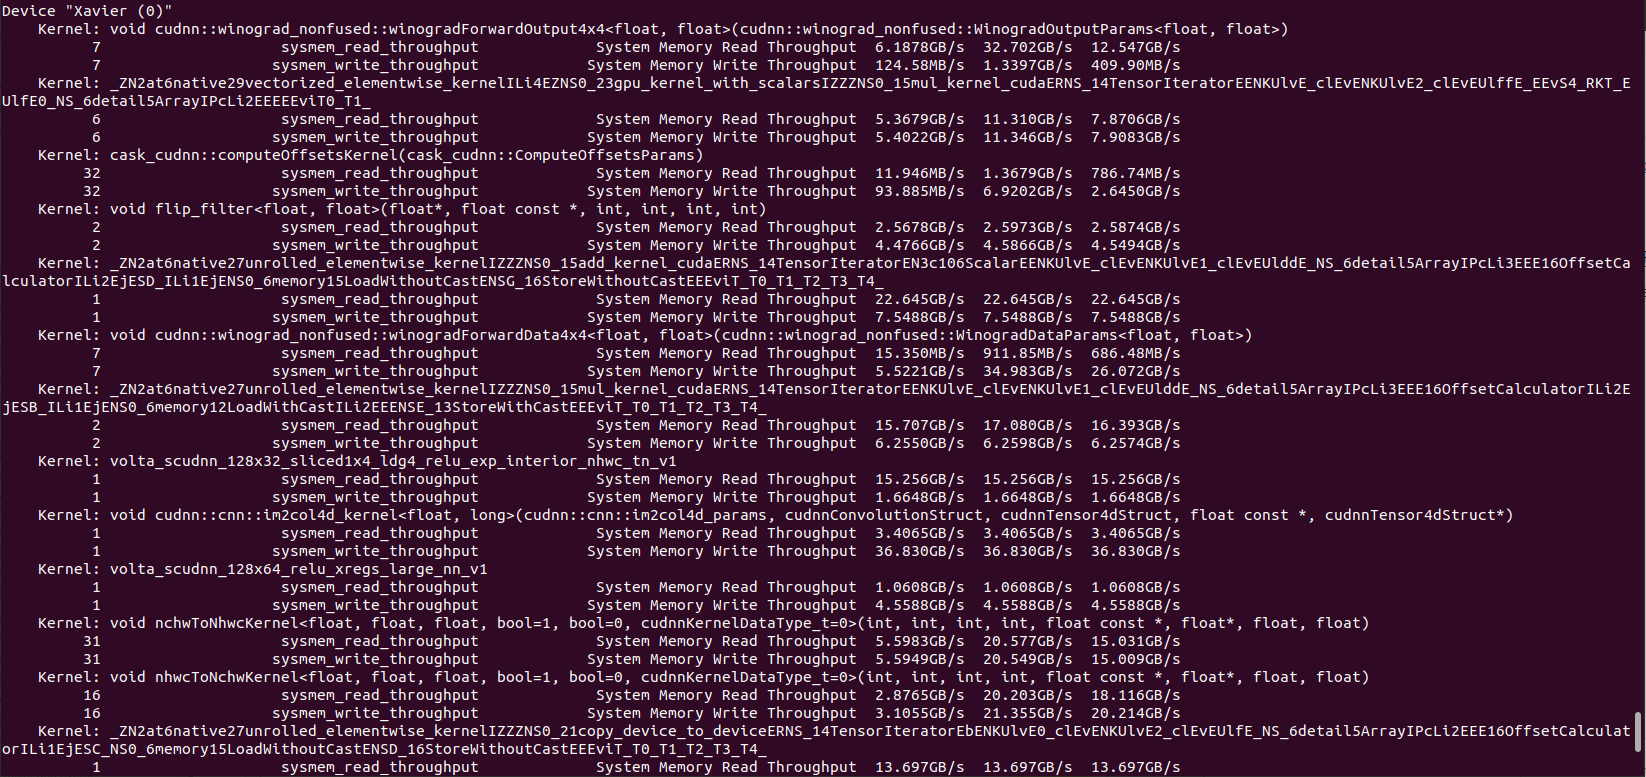 Device "Xavier (0)"
Kernel: void cudnn::winograd_nonfused::winogradForwardOutput4x4<float, float>(cudnn::winograd_nonfused::WinogradOutputParams<float, float>)
7 sysmem_read_throughput System Memory Read Throughput 6.1878GB/s 32.702GB/s 12.547GB/s
7 sysmem_write_throughput System Memory Write Throughput 124.58MB/s 1.3397GB/s 409.90MB/s
Kernel: _ZN2at6native29vectorized_elementwise_kernelILi4EZNS0_23gpu_kernel_with_scalarsIZZZNS0_15mul_kernel_cudaERNS_14TensorIteratorEENKUlvE_clEvENKUlvE2_clEvEUlffE_EEvS4_RKT_E
UlfE0_NS_6detail5ArrayIPcLi2EEEEEviT0_T1_
6 sysmem_read_throughput System Memory Read Throughput 5.3679GB/s 11.310GB/s 7.8706GB/s
6 sysmem_write_throughput System Memory Write Throughput 5.4022GB/s 11.346GB/s 7.9083GB/s
Kernel: cask_cudnn::computeOffsetsKernel(cask_cudnn::ComputeOffsetsParams)
32 sysmem_read_throughput System Memory Read Throughput 11.946MB/s 1.3679GB/s 786.74MB/s
32 sysmem_write_throughput System Memory Write Throughput 93.885MB/s 6.9202GB/s 2.6450GB/s
Kernel: void flip_filter<float, float>(float*, float const *, int, int, int, int)
2 sysmem_read_throughput System Memory Read Throughput 2.5678GB/s 2.5973GB/s 2.5874GB/s
2 sysmem_write_throughput System Memory Write Throughput 4.4766GB/s 4.5866GB/s 4.5494GB/s
Kernel: _ZN2at6native27unrolled_elementwise_kernelIZZZNS0_15add_kernel_cudaERNS_14TensorIteratorEN3c106ScalarEENKUlvE_clEvENKUlvE1_clEvEUlddE_NS_6detail5ArrayIPcLi3EEE16OffsetCa
lculatorILi2EjESD_ILi1EjENS0_6memory15LoadWithoutCastENSG_16StoreWithoutCastEEEviT_T0_T1_T2_T3_T4_
1 sysmem_read_throughput System Memory Read Throughput 22.645GB/s 22.645GB/s 22.645GB/s
1 sysmem_write_throughput System Memory Write Throughput 7.5488GB/s 7.5488GB/s 7.5488GB/s
Kernel: void cudnn::winograd_nonfused::winogradForwardData4x4<float, float>(cudnn::winograd_nonfused::WinogradDataParams<float, float>)
7 sysmem_read_throughput System Memory Read Throughput 15.350MB/s 911.85MB/s 686.48MB/s
7 sysmem_write_throughput System Memory Write Throughput 5.5221GB/s 34.983GB/s 26.072GB/s
Kernel: _ZN2at6native27unrolled_elementwise_kernelIZZZNS0_15mul_kernel_cudaERNS_14TensorIteratorEENKUlvE_clEvENKUlvE1_clEvEUlddE_NS_6detail5ArrayIPcLi3EEE16OffsetCalculatorILi2E
jESB_ILi1EjENS0_6memory12LoadWithCastILi2EEENSE_13StoreWithCastEEEviT_T0_T1_T2_T3_T4_
2 sysmem_read_throughput System Memory Read Throughput 15.707GB/s 17.080GB/s 16.393GB/s
2 sysmem_write_throughput System Memory Write Throughput 6.2550GB/s 6.2598GB/s 6.2574GB/s
Kernel: volta_scudnn_128x32_sliced1x4_ldg4_relu_exp_interior_nhwc_tn_v1
1 sysmem_read_throughput System Memory Read Throughput 15.256GB/s 15.256GB/s 15.256GB/s
1 sysmem_write_throughput System Memory Write Throughput 1.6648GB/s 1.6648GB/s 1.6648GB/s
Kernel: void cudnn::cnn::im2col4d_kernel<float, long>(cudnn::cnn::im2col4d_params, cudnnConvolutionStruct, cudnnTensor4dStruct, float const *, cudnnTensor4dStruct*)
1 sysmem_read_throughput System Memory Read Throughput 3.4065GB/s 3.4065GB/s 3.4065GB/s
1 sysmem_write_throughput System Memory Write Throughput 36.830GB/s 36.830GB/s 36.830GB/s
Kernel: volta_scudnn_128x64_relu_xregs_large_nn_v1
1 sysmem_read_throughput System Memory Read Throughput 1.0608GB/s 1.0608GB/s 1.0608GB/s
1 sysmem_write_throughput System Memory Write Throughput 4.5588GB/s 4.5588GB/s 4.5588GB/s
Kernel: void nchwToNhwcKernel<float, float, float, bool=1, bool=0, cudnnKernelDataType_t=0>(int, int, int, int, float const *, float*, float, float)
31 sysmem_read_throughput System Memory Read Throughput 5.5983GB/s 20.577GB/s 15.031GB/s
31 sysmem_write_throughput System Memory Write Throughput 5.5949GB/s 20.549GB/s 15.009GB/s
Kernel: void nhwcToNchwKernel<float, float, float, bool=1, bool=0, cudnnKernelDataType_t=0>(int, int, int, int, float const *, float*, float, float)
16 sysmem_read_throughput System Memory Read Throughput 2.8765GB/s 20.203GB/s 18.116GB/s
16 sysmem_write_throughput System Memory Write Throughput 3.1055GB/s 21.355GB/s 20.214GB/s
Kernel: _ZN2at6native27unrolled_elementwise_kernelIZZZNS0_21copy_device_to_deviceERNS_14TensorIteratorEbENKUlvE0_clEvENKUlvE2_clEvEUlfE_NS_6detail5ArrayIPcLi2EEE16OffsetCalculat
orILi1EjESC_NS0_6memory15LoadWithoutCastENSD_16StoreWithoutCastEEEviT_T0_T1_T2_T3_T4_
1 sysmem_read_throughput System Memory Read Throughput 13.697GB/s 13.697GB/s 13.697GB/s